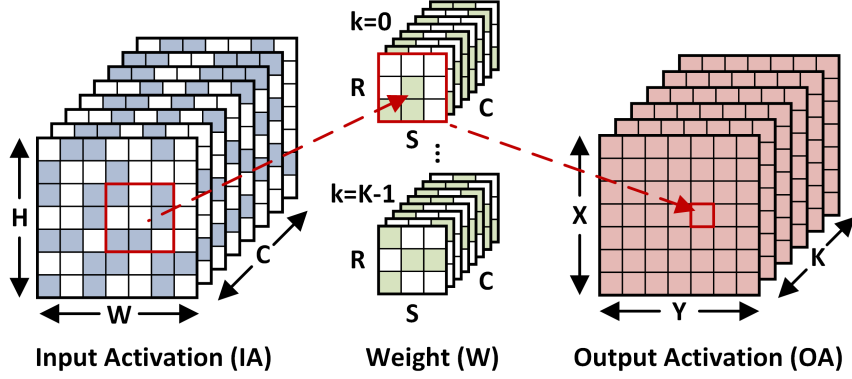 k=0
R
C
S
H
W
C
⋮
k=K-1
R
C
S
X
Y
K
Input Activation (IA)
Weight (W)
Output Activation (OA)